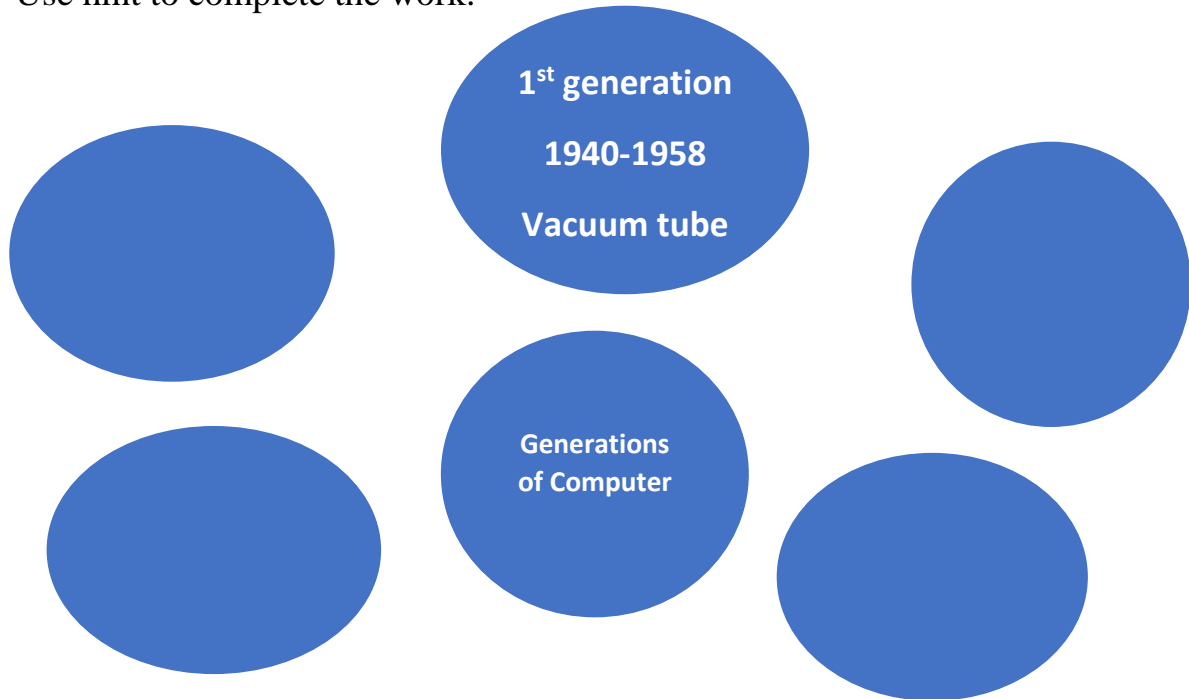 Use hint to complete the work.
1st generation
1940-1958
Vacuum tube
Generations
of Computer